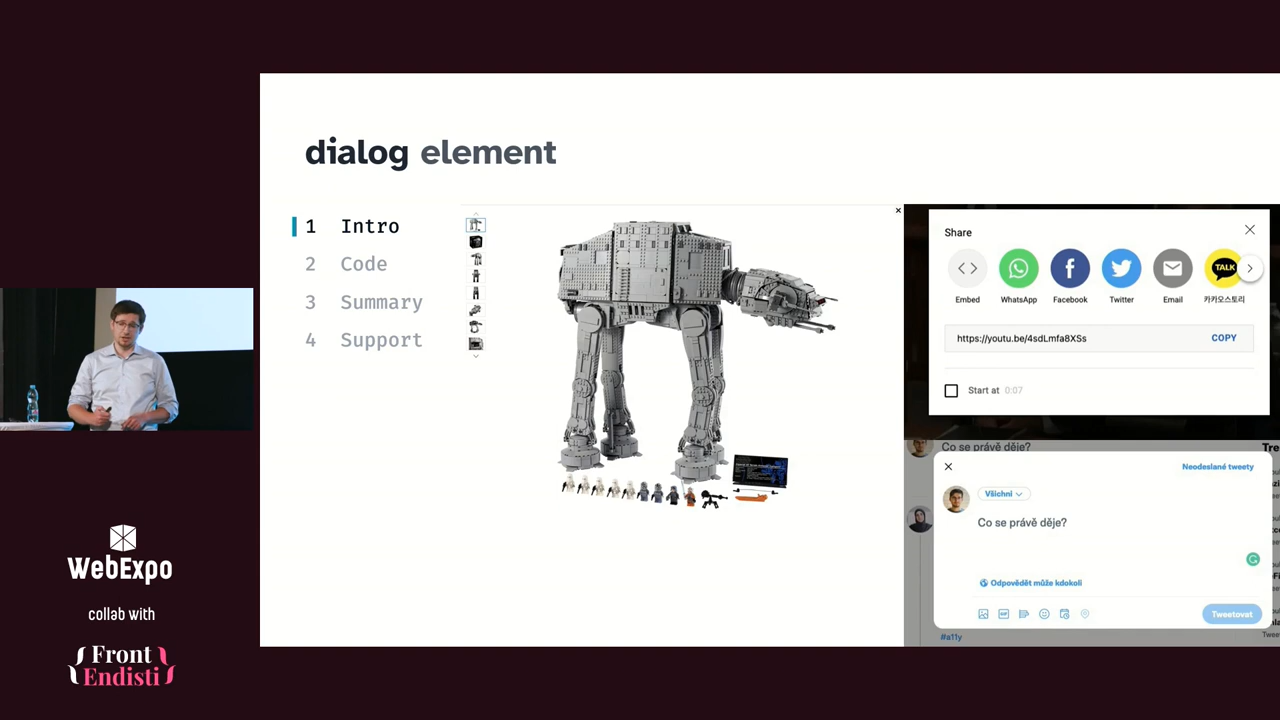 dialog element
1 Intro
2 Code
3 Summary
4 Support
Share
Embed
WhatsApp
Facebook
Twitter
Email
TALK
카카오스토리
https://youtu.be/4sdLmfa8XSs
COPY
Start at 0:07
Co se právě děje?
Tre
Neodeslané tweety
Všichni
Co se právě děje?
Odpovědět může kdokoli
GIF
Tweetovat
#a11y
WebExpo
collab with
Front
Endisti